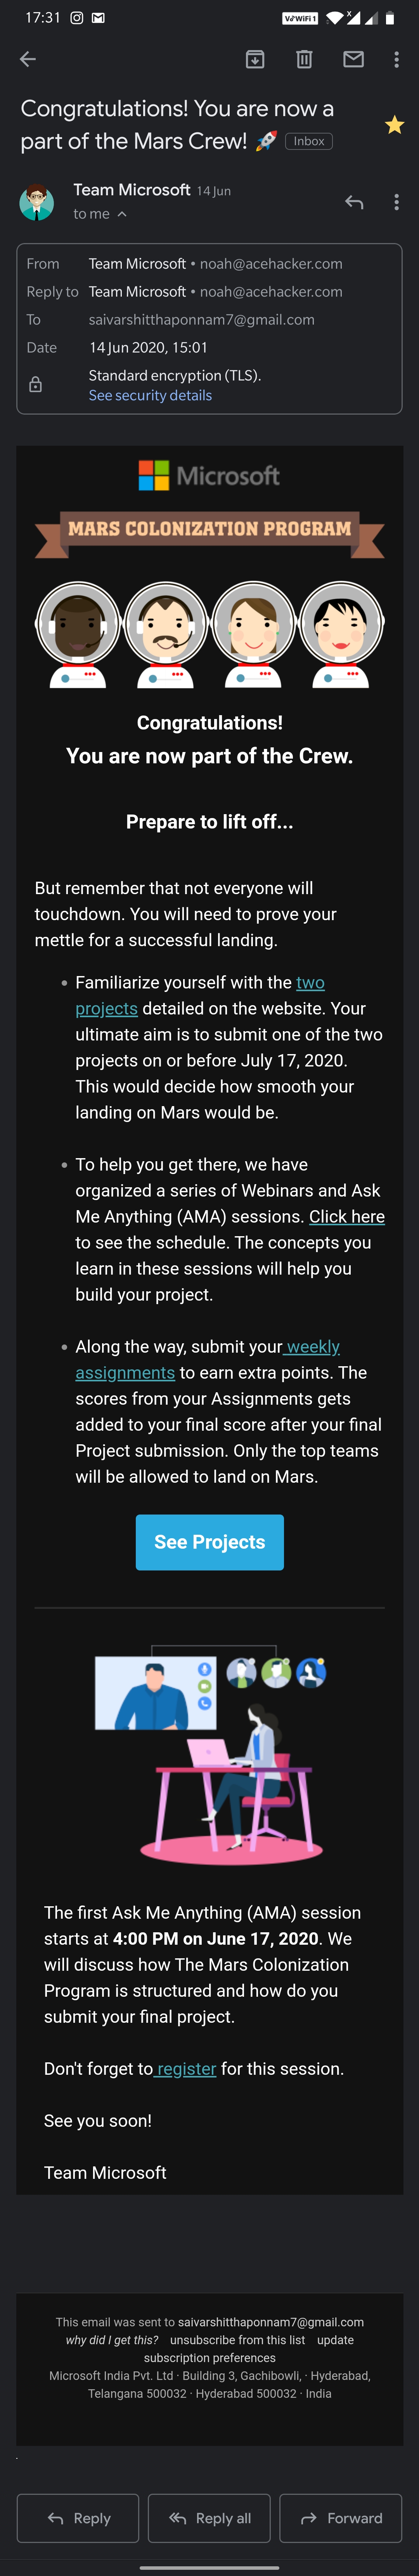 17:31
VoWiFi 1
Congratulations! You are now a
part of the Mars Crew! 🚀 Inbox
Team Microsoft 14 Jun
to me
From Team Microsoft • noah@acehacker.com
Reply to Team Microsoft • noah@acehacker.com
To saivarshitthaponnam7@gmail.com
Date 14 Jun 2020, 15:01
Standard encryption (TLS).
See security details
Microsoft
MARS COLONIZATION PROGRAM
Congratulations!
You are now part of the Crew.
Prepare to lift off...
But remember that not everyone will
touchdown. You will need to prove your
mettle for a successful landing.
• Familiarize yourself with the two
projects detailed on the website. Your
ultimate aim is to submit one of the two
projects on or before July 17, 2020.
This would decide how smooth your
landing on Mars would be.
• To help you get there, we have
organized a series of Webinars and Ask
Me Anything (AMA) sessions. Click here
to see the schedule. The concepts you
learn in these sessions will help you
build your project.
• Along the way, submit your weekly
assignments to earn extra points. The
scores from your Assignments gets
added to your final score after your final
Project submission. Only the top teams
will be allowed to land on Mars.
See Projects
The first Ask Me Anything (AMA) session
starts at 4:00 PM on June 17, 2020. We
will discuss how The Mars Colonization
Program is structured and how do you
submit your final project.
Don't forget to register for this session.
See you soon!
Team Microsoft
This email was sent to saivarshitthaponnam7@gmail.com
why did I get this? unsubscribe from this list update
subscription preferences
Microsoft India Pvt. Ltd · Building 3, Gachibowli, · Hyderabad,
Telangana 500032 · Hyderabad 500032 · India
.
Reply Reply all Forward